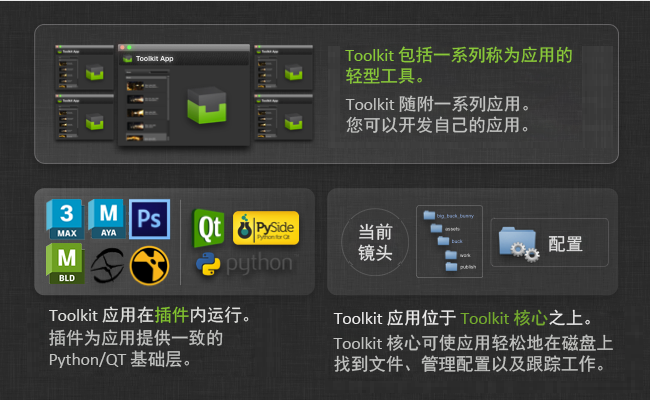 Toolkit App
Toolkit 包括一系列称为应用的
轻型工具。
Toolkit 随附一系列应用。
您可以开发自己的应用。
3
MAX
M
AYA
Ps
M
BLD
Qt
PySide
Python for Qt
python
当前
镜头
big_buck_bunny
assets
buck
work
publish
配置
Toolkit 应用在插件内运行。
插件为应用提供一致的
Python/QT 基础层。
Toolkit 应用位于 Toolkit 核心之上。
Toolkit 核心可使应用轻松地在磁盘上
找到文件、管理配置以及跟踪工作。